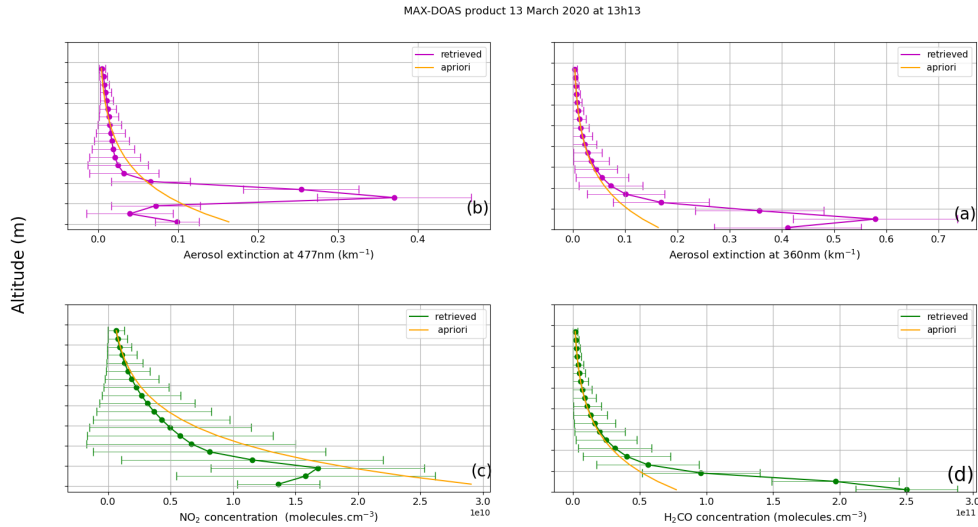 MAX-DOAS product 13 March 2020 at 13h13
retrieved
apriori
(b)
0.0 0.1 0.2 0.3 0.4
Aerosol extinction at 477nm (km⁻¹)
retrieved
apriori
(a)
0.0 0.1 0.2 0.3 0.4 0.5 0.6 0.7
Aerosol extinction at 360nm (km⁻¹)
Altitude (m)
retrieved
apriori
(c)
0.0 0.5 1.0 1.5 2.0 2.5 3.0
1e10
NO₂ concentration (molecules.cm⁻³)
retrieved
apriori
(d)
0.0 0.5 1.0 1.5 2.0 2.5 3.0
1e11
H₂CO concentration (molecules.cm⁻³)